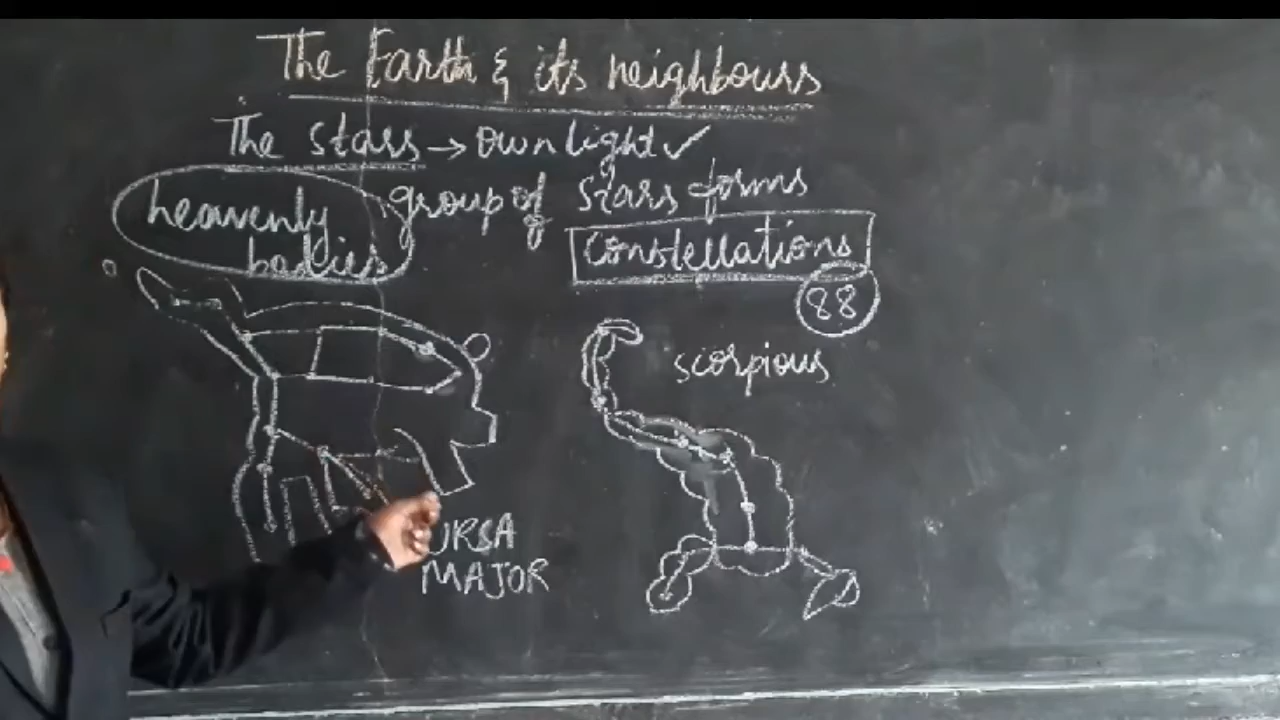 The Earth & its neighbours
The Stars → Own light ✓
heavenly bodies
group of stars forms
Constellations
88
scorpious
URSA
MAJOR